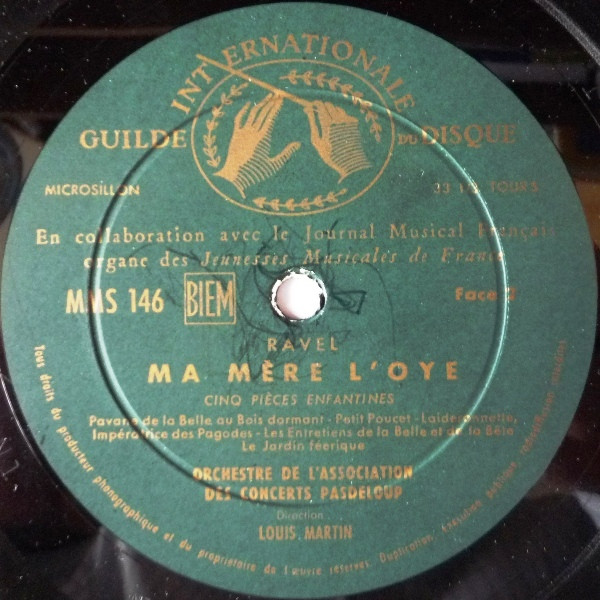 GUILDE INTERNATIONALE DU DISQUE
MICROSILLON 33 1/3 TOURS
En collaboration avec le Journal Musical Français
organe des Jeunesses Musicales de France
MMS 146 BIEM Face 2
RAVEL
MA MÈRE L'OYE
CINQ PIÈCES ENFANTINES
Pavane de la Belle au Bois dormant - Petit Poucet - Laideronnette,
Impératrice des Pagodes - Les Entretiens de la Belle et de la Bête
Le Jardin féerique
ORCHESTRE DE L'ASSOCIATION
DES CONCERTS PASDELOUP
Direction
LOUIS MARTIN
Tous droits du producteur phonographique et du propriétaire de l'œuvre réservés. Duplication, Exécution publique, radiodiffusion interdites